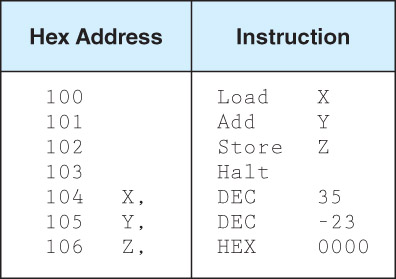 Hex Address Instruction
100 Load X
101 Add Y
102 Store Z
103 Halt
104 X, DEC 35
105 Y, DEC -23
106 Z, HEX 0000